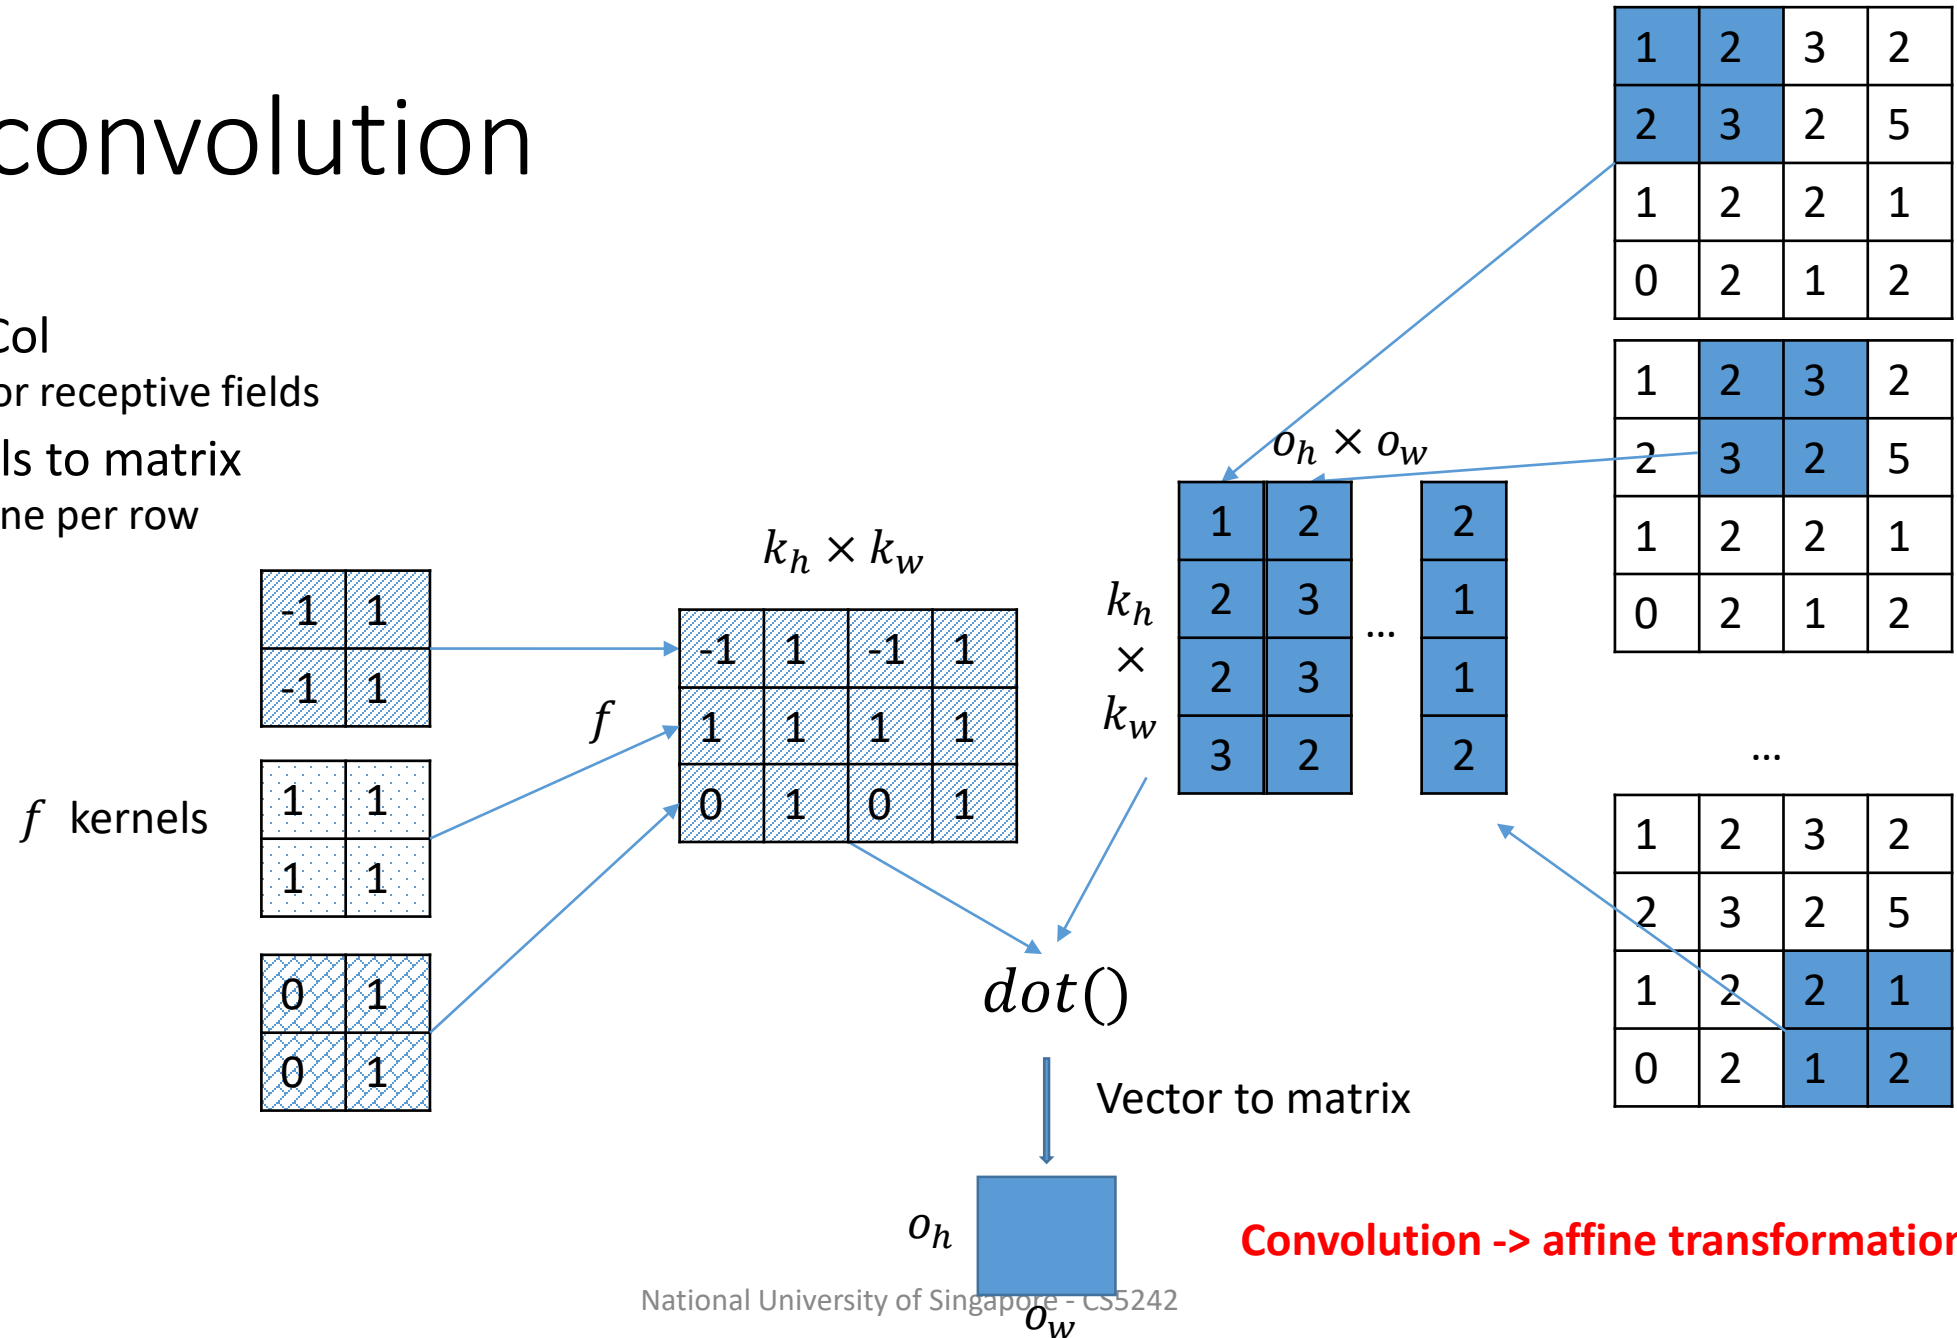 convolution
Col
or receptive fields
ls to matrix
ne per row
f kernels
-1 1
-1 1
1 1
1 1
0 1
0 1
k_h × k_w
f
-1 1 -1 1
1 1 1 1
0 1 0 1
o_h × o_w
k_h
×
k_w
1 2 ... 2
2 3 1
2 3 1
3 2 2
1 2 3 2
2 3 2 5
1 2 2 1
0 2 1 2
1 2 3 2
2 3 2 5
1 2 2 1
0 2 1 2
...
1 2 3 2
2 3 2 5
1 2 2 1
0 2 1 2
dot()
Vector to matrix
o_h
o_w
Convolution -> affine transformation
National University of Singapore - CS5242